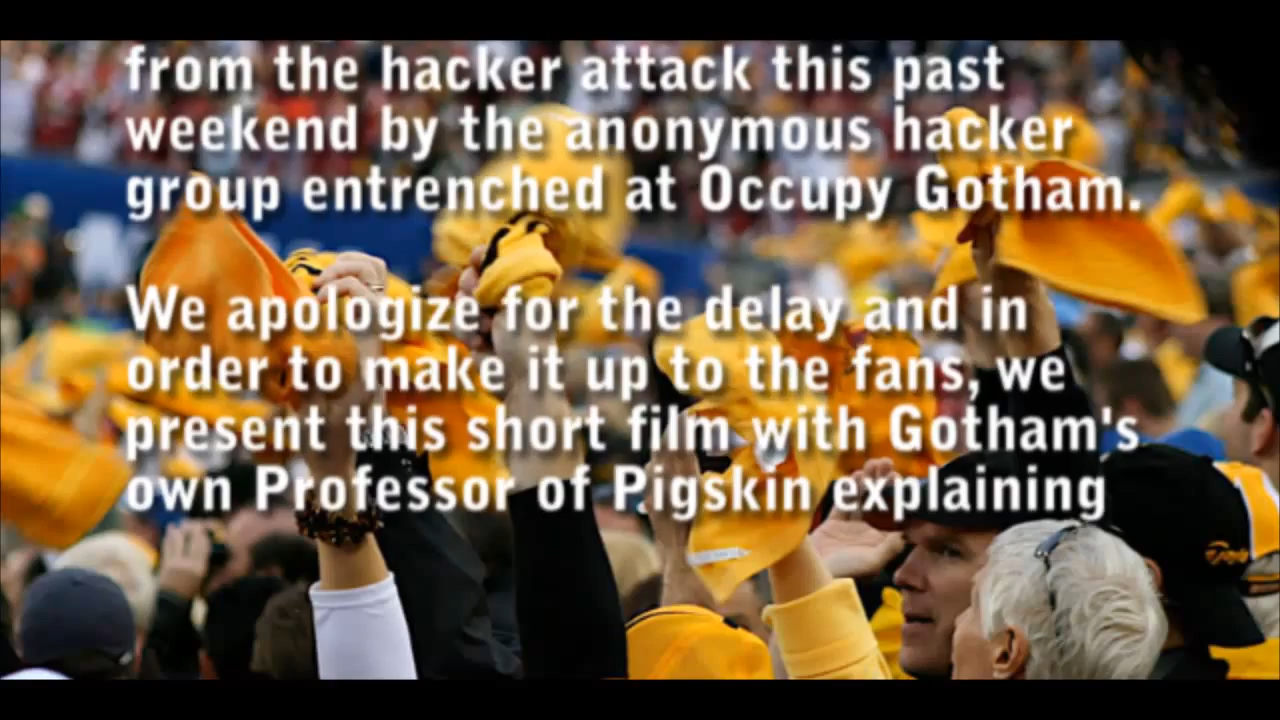 from the hacker attack this past
weekend by the anonymous hacker
group entrenched at Occupy Gotham.
We apologize for the delay and in
order to make it up to the fans, we
present this short film with Gotham's
own Professor of Pigskin explaining